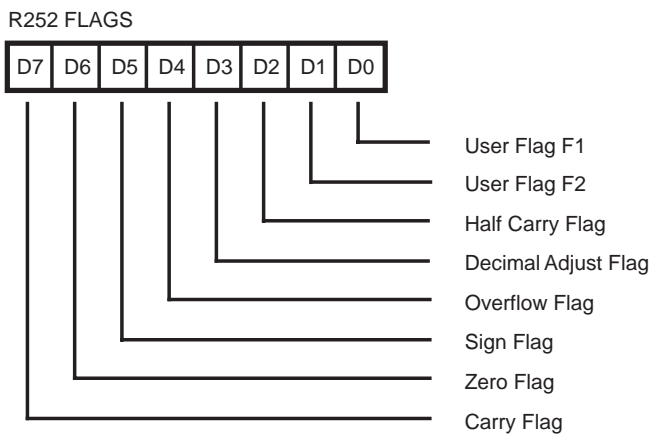 R252 FLAGS
D7 D6 D5 D4 D3 D2 D1 D0
User Flag F1
User Flag F2
Half Carry Flag
Decimal Adjust Flag
Overflow Flag
Sign Flag
Zero Flag
Carry Flag